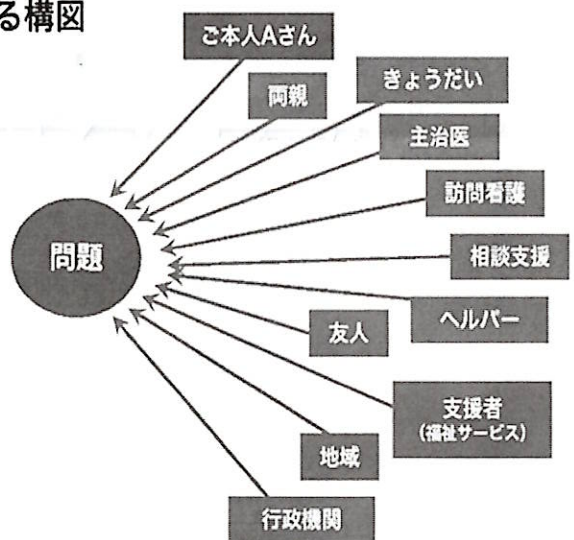 る構図
ご本人Aさん
両親
きょうだい
主治医
訪問看護
問題
相談支援
ヘルパー
友人
支援者
(福祉サービス)
地域
行政機関